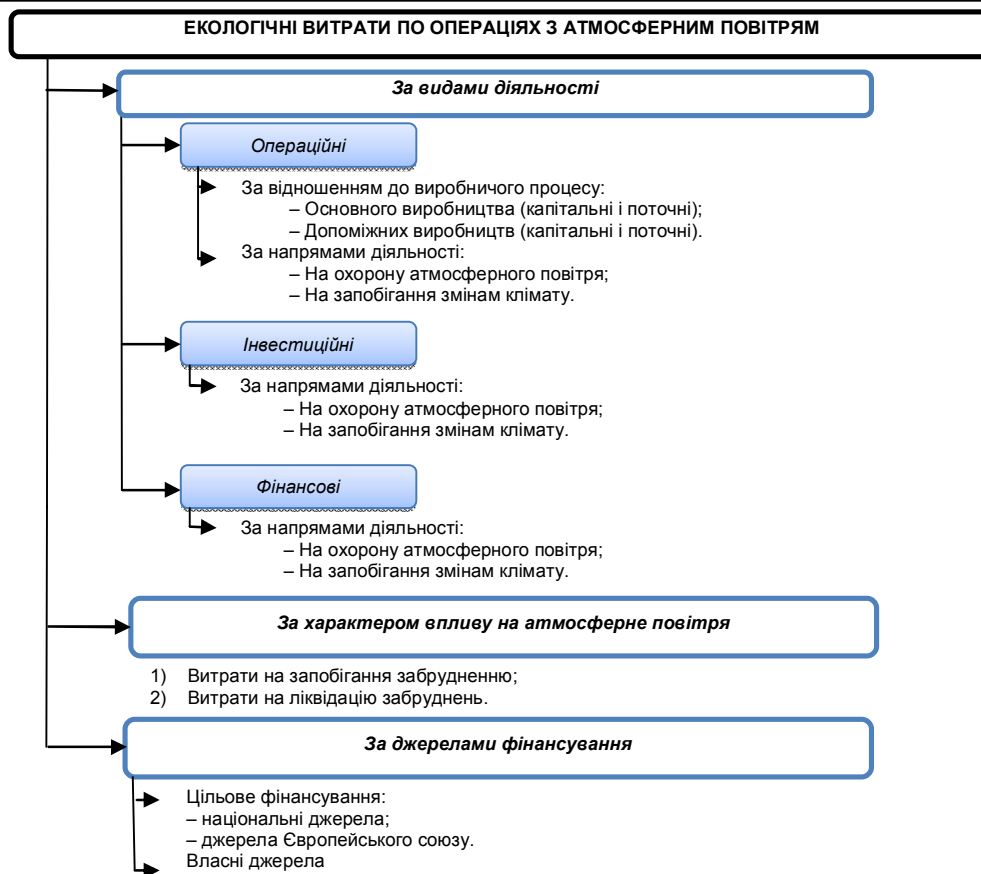 ЕКОЛОГІЧНІ ВИТРАТИ ПО ОПЕРАЦІЯХ З АТМОСФЕРНИМ ПОВІТРЯМ
За видами діяльності
Операційні
За відношенням до виробничого процесу:
– Основного виробництва (капітальні і поточні);
– Допоміжних виробництв (капітальні і поточні).
За напрямами діяльності:
– На охорону атмосферного повітря;
– На запобігання змінам клімату.
Інвестиційні
За напрямами діяльності:
– На охорону атмосферного повітря;
– На запобігання змінам клімату.
Фінансові
За напрямами діяльності:
– На охорону атмосферного повітря;
– На запобігання змінам клімату.
За характером впливу на атмосферне повітря
1) Витрати на запобігання забрудненню;
2) Витрати на ліквідацію забруднень.
За джерелами фінансування
Цільове фінансування:
– національні джерела;
– джерела Європейського союзу.
Власні джерела